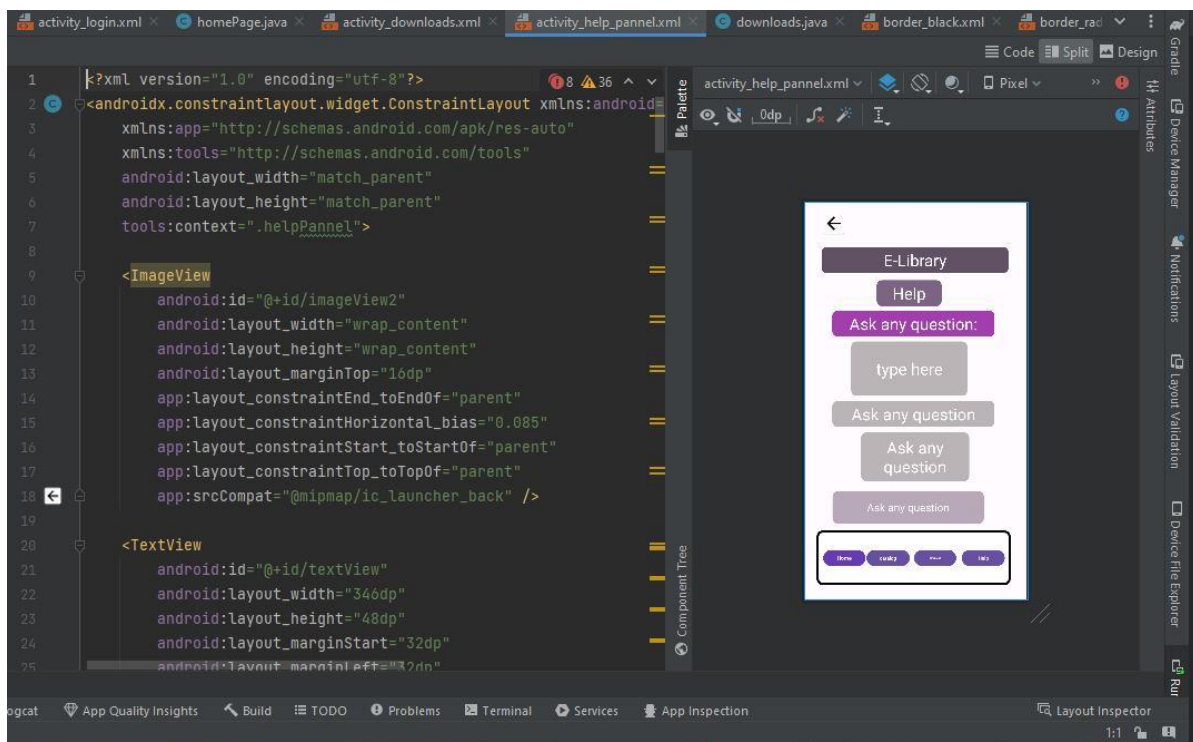 activity_login.xml
homePage.java
activity_downloads.xml
activity_help_pannel.xml
downloads.java
border_black.xml
border_rad
Code
Split
Design
1 <?xml version="1.0" encoding="utf-8"?>
8 36
2 <androidx.constraintlayout.widget.ConstraintLayout xmlns:android=
3 xmlns:app="http://schemas.android.com/apk/res-auto"
4 xmlns:tools="http://schemas.android.com/tools"
5 android:layout_width="match_parent"
6 android:layout_height="match_parent"
7 tools:context=".helpPannel">
8
9 <ImageView
10 android:id="@+id/imageView2"
11 android:layout_width="wrap_content"
12 android:layout_height="wrap_content"
13 android:layout_marginTop="16dp"
14 app:layout_constraintEnd_toEndOf="parent"
15 app:layout_constraintHorizontal_bias="0.085"
16 app:layout_constraintStart_toStartOf="parent"
17 app:layout_constraintTop_toTopOf="parent"
18 app:srcCompat="@mipmap/ic_launcher_back" />
19
20 <TextView
21 android:id="@+id/textView"
22 android:layout_width="346dp"
23 android:layout_height="48dp"
24 android:layout_marginStart="32dp"
25 android:layout_marginLeft="32dp"
Palette
Component Tree
activity_help_pannel.xml
Pixel
0dp
E-Library
Help
Ask any question:
type here
Ask any question
Ask any
question
Ask any question
Home
Help
Attributes
Gradle
Device Manager
Notifications
Layout Validation
Device File Explorer
Rur
ogcat
App Quality Insights
Build
TODO
Problems
Terminal
Services
App Inspection
Layout Inspector
1:1